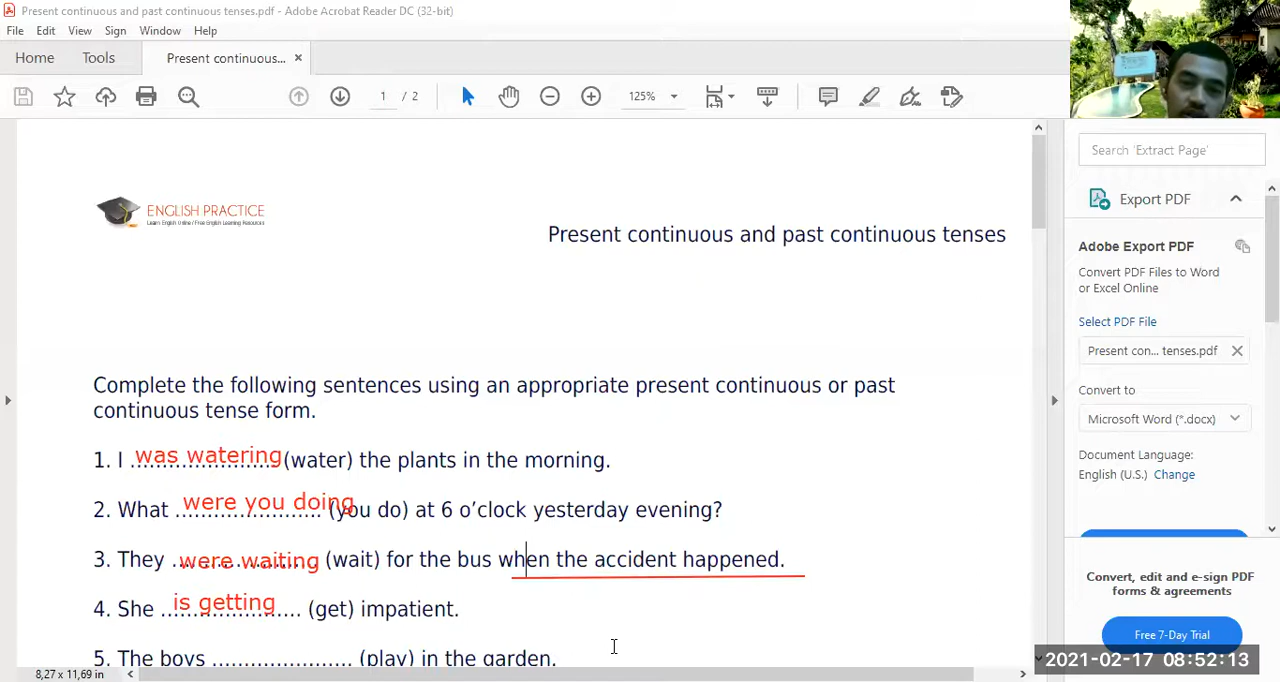 Present continuous and past continuous tenses.pdf - Adobe Acrobat Reader DC (32-bit)
File Edit View Sign Window Help
Home Tools Present continuous... ×
1 / 2 125%
Search 'Extract Page'
Export PDF
ENGLISH PRACTICE
Learn English Online / Free English Learning Resources
Present continuous and past continuous tenses
Adobe Export PDF
Convert PDF Files to Word
or Excel Online
Select PDF File
Present con... tenses.pdf
Convert to
Microsoft Word (*.docx)
Document Language:
English (U.S.) Change
Complete the following sentences using an appropriate present continuous or past
continuous tense form.
1. I was watering (water) the plants in the morning.
2. What were you doing (you do) at 6 o’clock yesterday evening?
3. They were waiting (wait) for the bus when the accident happened.
4. She is getting (get) impatient.
5. The boys ...................... (play) in the garden.
Convert, edit and e-sign PDF
forms & agreements
Free 7-Day Trial
2021-02-17 08:52:13
8,27 x 11,69 in